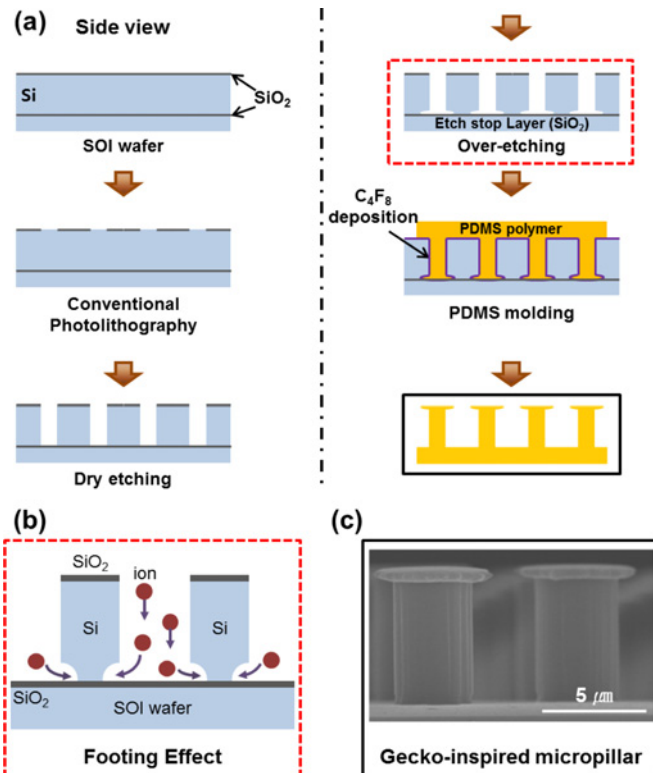 (a)
Side view
Si
SiO₂
SOI wafer
Conventional
Photolithography
Dry etching
Etch stop Layer (SiO₂)
Over-etching
C₄F₈
deposition
PDMS polymer
PDMS molding
(b)
SiO₂
ion
Si
Si
SiO₂
SOI wafer
Footing Effect
(c)
5 ㎛
Gecko-inspired micropillar